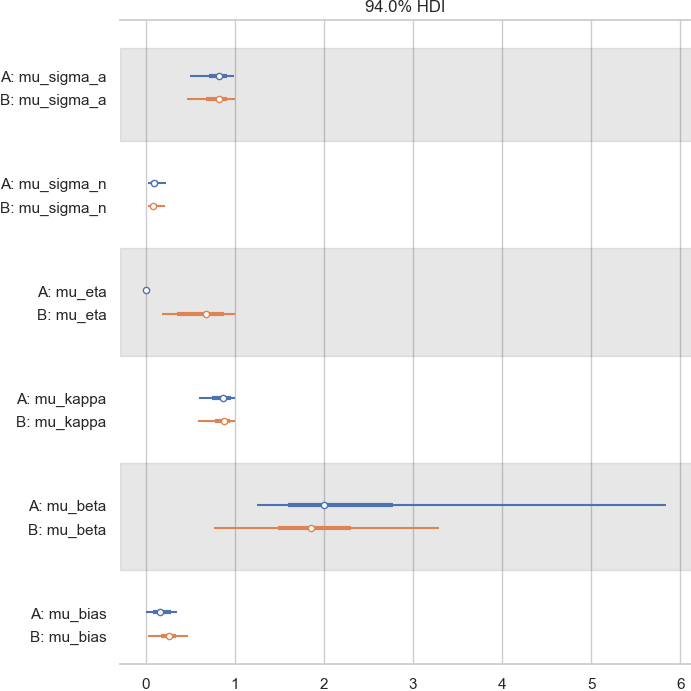 94.0% HDI
A: mu_sigma_a
B: mu_sigma_a
A: mu_sigma_n
B: mu_sigma_n
A: mu_eta
B: mu_eta
A: mu_kappa
B: mu_kappa
A: mu_beta
B: mu_beta
A: mu_bias
B: mu_bias
0 1 2 3 4 5 6